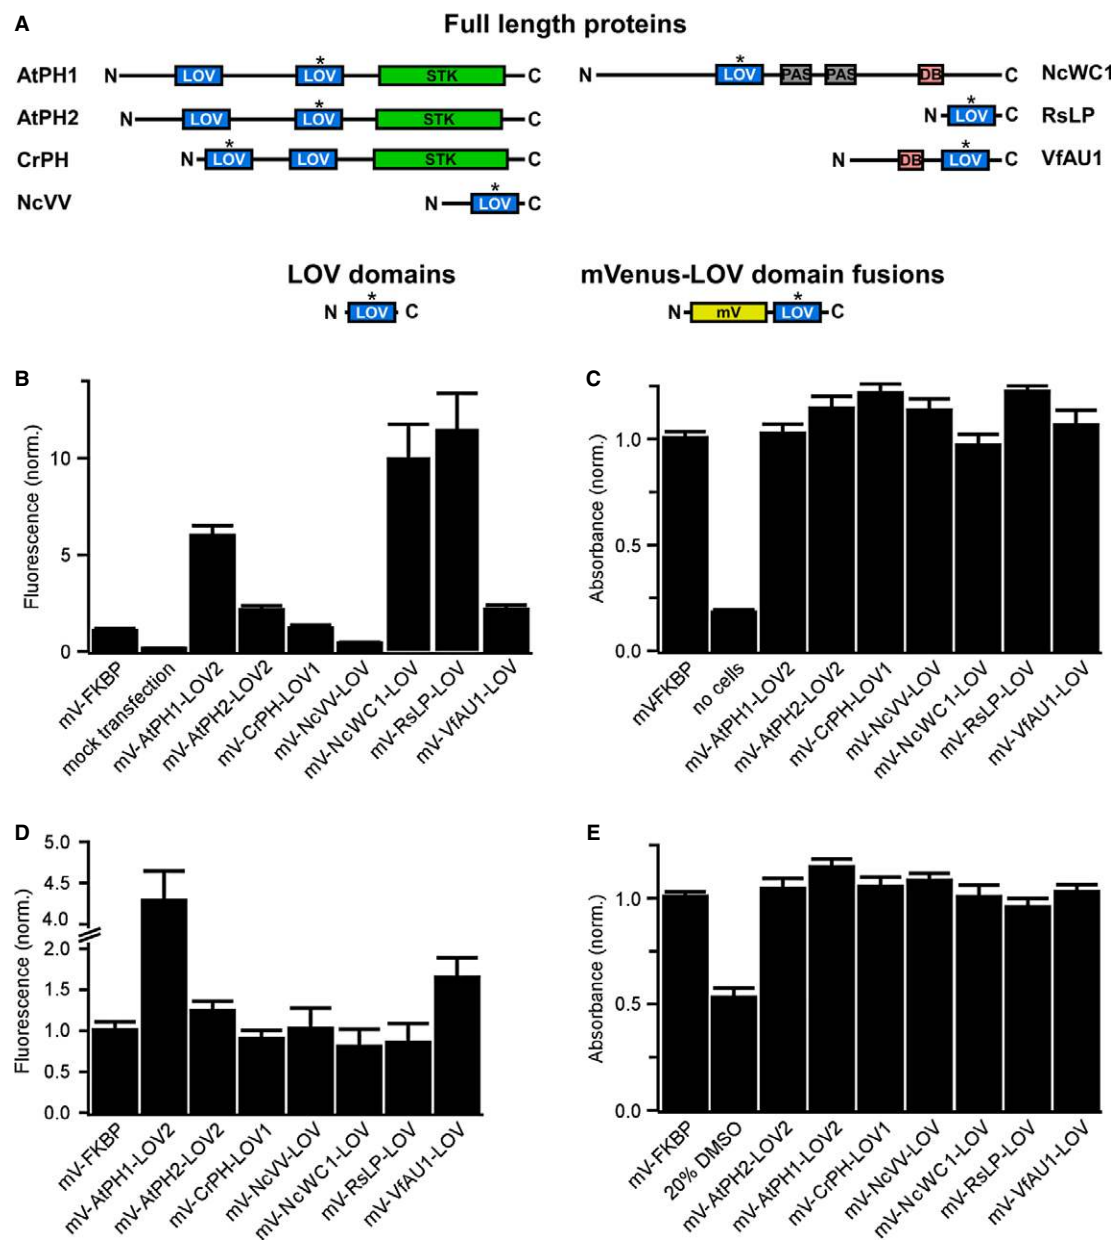 A
Full length proteins
AtPH1 N LOV * LOV STK C
AtPH2 N LOV * LOV STK C
CrPH N * LOV LOV STK C
NcVV N * LOV C
N * LOV PAS PAS DB C NcWC1
N * LOV C RsLP
N DB * LOV C VfAU1
LOV domains
N * LOV C
mVenus-LOV domain fusions
N mV * LOV C
B
Fluorescence (norm.)
10
5
0
mV-FKBP
mock transfection
mV-AtPH1-LOV2
mV-AtPH2-LOV2
mV-CrPH-LOV1
mV-NcVV-LOV
mV-NcWC1-LOV
mV-RsLP-LOV
mV-VfAU1-LOV
C
Absorbance (norm.)
1.0
0.5
0.0
mVFKBP
no cells
mV-AtPH1-LOV2
mV-AtPH2-LOV2
mV-CrPH-LOV1
mV-NcVV-LOV
mV-NcWC1-LOV
mV-RsLP-LOV
mV-VfAU1-LOV
D
Fluorescence (norm.)
5.0
4.5
4.0
2.0
1.5
1.0
0.5
0.0
mV-FKBP
mV-AtPH1-LOV2
mV-AtPH2-LOV2
mV-CrPH-LOV1
mV-NcVV-LOV
mV-NcWC1-LOV
mV-RsLP-LOV
mV-VfAU1-LOV
E
Absorbance (norm.)
1.0
0.5
0.0
mV-FKBP
20% DMSO
mV-AtPH2-LOV2
mV-AtPH1-LOV2
mV-CrPH-LOV1
mV-NcVV-LOV
mV-NcWC1-LOV
mV-RsLP-LOV
mV-VfAU1-LOV